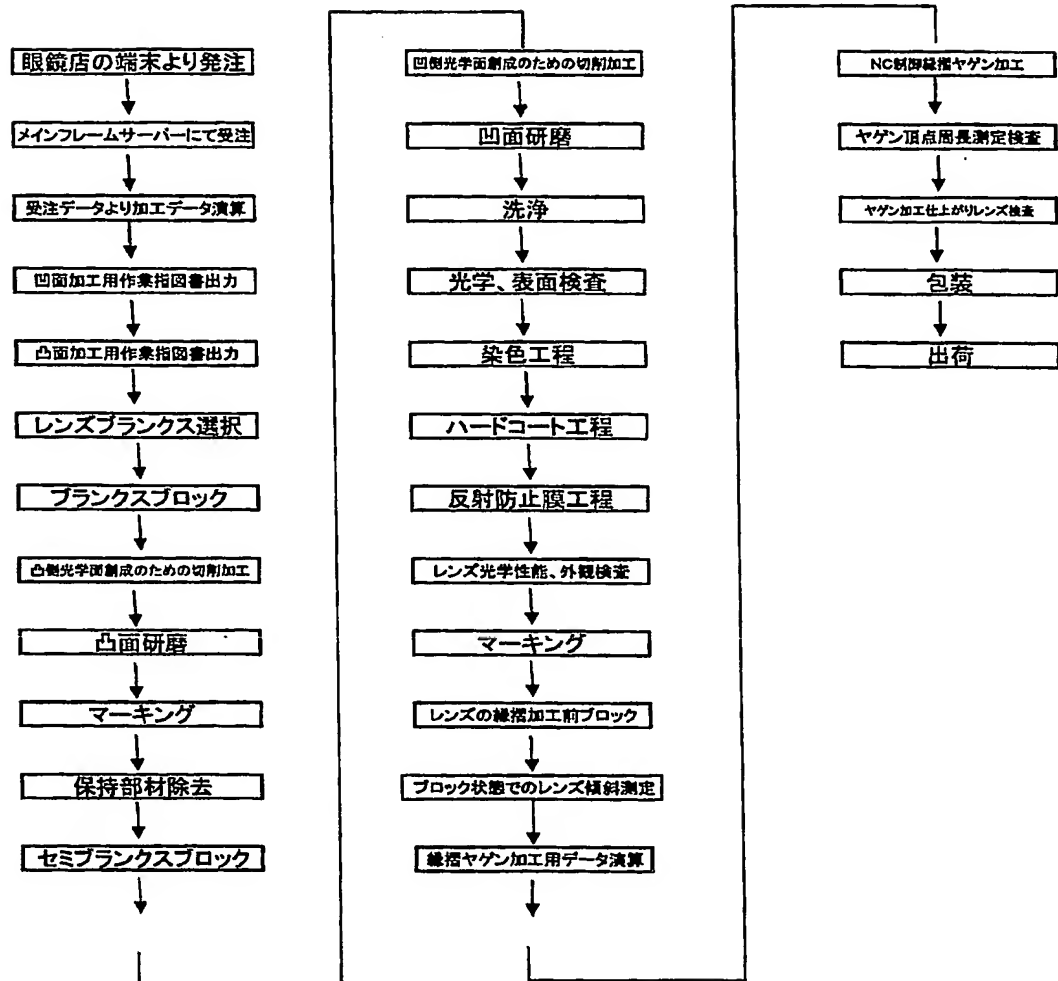 眼鏡店の端末より発注
メインフレームサーバーにて受注
受注データより加工データ演算
凹面加工用作業指図書出力
凸面加工用作業指図書出力
レンズブランクス選択
ブランクスブロック
凸側光学面創成のための切削加工
凸面研磨
マーキング
保持部材除去
セミブランクスブロック
凹側光学面創成のための切削加工
凹面研磨
洗浄
光学、表面検査
染色工程
ハードコート工程
反射防止膜工程
レンズ光学性能、外観検査
マーキング
レンズの縁摺加工前ブロック
ブロック状態でのレンズ傾斜測定
縁摺ヤゲン加工用データ演算
NC制御縁摺ヤゲン加工
ヤゲン頂点周長測定検査
ヤゲン加工仕上がりレンズ検査
包装
出荷